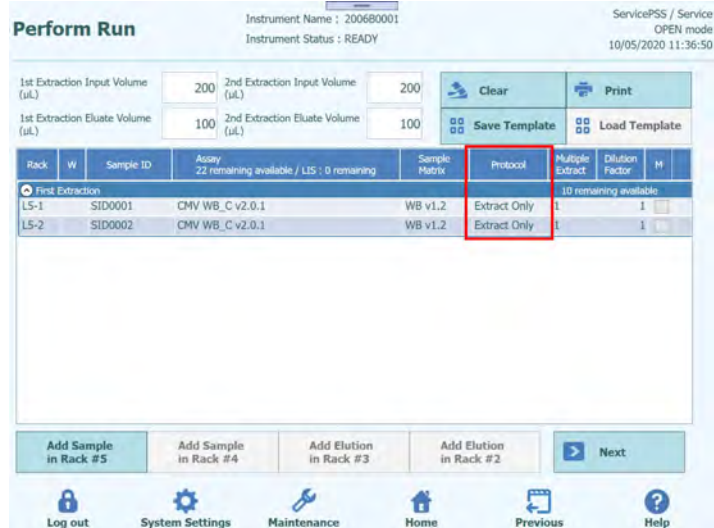 Perform Run
Instrument Name : 200680001
Instrument Status : READY
ServicePSS / Service
OPEN mode
10/05/2020 11:36:50
1st Extraction Input Volume (uL) 200 2nd Extraction Input Volume (uL) 200 Clear Print
1st Extraction Eluate Volume (uL) 100 2nd Extraction Eluate Volume (uL) 100 Save Template Load Template
Rack W Sample ID Assay 22 remaining available / LIS : 0 remaining Sample Matrix Protocol Multiple Extract Dilution Factor M
First Extraction 10 remaining available
L5-1 SID0001 CMV WB_C v2.0.1 WB v1.2 Extract Only 1 1
L5-2 SID0002 CMV WB_C v2.0.1 WB v1.2 Extract Only 1 1
Add Sample in Rack #5 Add Sample in Rack #4 Add Elution in Rack #3 Add Elution in Rack #2 Next
Log out System Settings Maintenance Home Previous Help